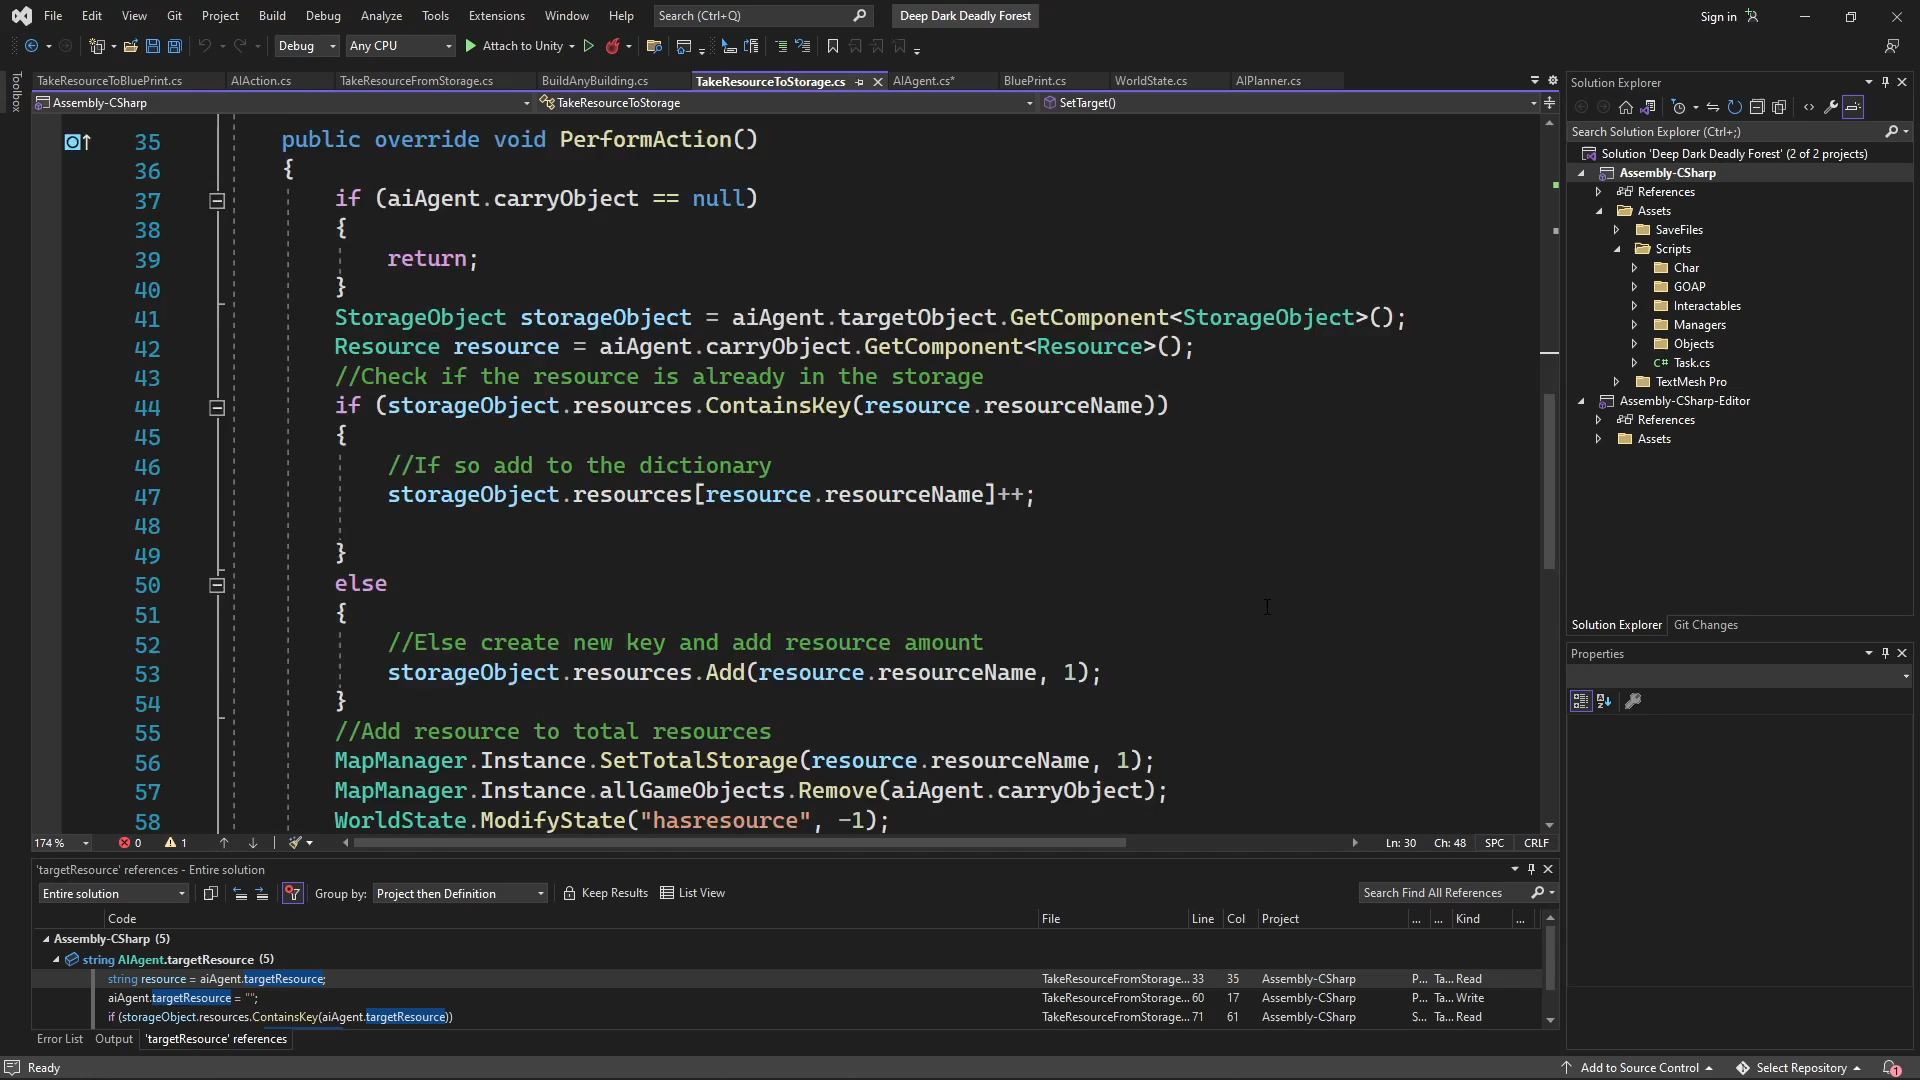 File Edit View Git Project Build Debug Analyze Tools Extensions Window Help Search (Ctrl+Q) Deep Dark Deadly Forest Sign in
Debug Any CPU Attach to Unity
Toolbox
TakeResourceToBluePrint.cs AIAction.cs TakeResourceFromStorage.cs BuildAnyBuilding.cs TakeResourceToStorage.cs AIAgent.cs* BluePrint.cs WorldState.cs AIPlanner.cs
Assembly-CSharp TakeResourceToStorage SetTarget()
35 public override void PerformAction()
36 {
37 if (aiAgent.carryObject == null)
38 {
39 return;
40 }
41 StorageObject storageObject = aiAgent.targetObject.GetComponent<StorageObject>();
42 Resource resource = aiAgent.carryObject.GetComponent<Resource>();
43 //Check if the resource is already in the storage
44 if (storageObject.resources.ContainsKey(resource.resourceName))
45 {
46 //If so add to the dictionary
47 storageObject.resources[resource.resourceName]++;
48
49 }
50 else
51 {
52 //Else create new key and add resource amount
53 storageObject.resources.Add(resource.resourceName, 1);
54 }
55 //Add resource to total resources
56 MapManager.Instance.SetTotalStorage(resource.resourceName, 1);
57 MapManager.Instance.allGameObjects.Remove(aiAgent.carryObject);
58 WorldState.ModifyState("hasresource", -1);
174 % 0 1 Ln: 30 Ch: 48 SPC CRLF
'targetResource' references - Entire solution
Entire solution Group by: Project then Definition Keep Results List View Search Find All References
Code File Line Col Project ... ... Kind ...
Assembly-CSharp (5)
string AIAgent.targetResource (5)
string resource = aiAgent.targetResource; TakeResourceFromStorage... 33 35 Assembly-CSharp P... Ta... Read
aiAgent.targetResource = ""; TakeResourceFromStorage... 60 17 Assembly-CSharp P... Ta... Write
if (storageObject.resources.ContainsKey(aiAgent.targetResource)) TakeResourceFromStorage... 71 61 Assembly-CSharp S... Ta... Read
Error List Output 'targetResource' references
Solution Explorer
Search Solution Explorer (Ctrl+;)
Solution 'Deep Dark Deadly Forest' (2 of 2 projects)
Assembly-CSharp
References
Assets
SaveFiles
Scripts
Char
GOAP
Interactables
Managers
Objects
C# Task.cs
TextMesh Pro
Assembly-CSharp-Editor
References
Assets
Solution Explorer Git Changes
Properties
Ready Add to Source Control Select Repository 1